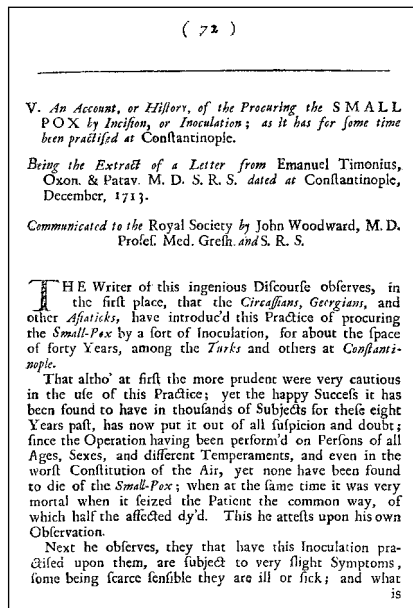 ( 72 )
V. An Account, or Hiſtory, of the Procuring the SMALL
POX by Inciſion, or Inoculation; as it has for ſome time
been practiſed at Conſtantinople.
Being the Extract of a Letter from Emanuel Timonius,
Oxon. & Patav. M. D. S. R. S. dated at Conſtantinople,
December, 1713.
Communicated to the Royal Society by John Woodward, M. D.
Profeſ. Med. Greſh. and S. R. S.
THE Writer of this ingenious Diſcourſe obſerves, in
the firſt place, that the Circaſſians, Georgians, and
other Aſiaticks, have introduc'd this Practice of procuring
the Small-Pox by a ſort of Inoculation, for about the ſpace
of forty Years, among the Turks and others at Conſtanti-
nople.
That altho' at firſt the more prudent were very cautious
in the uſe of this Practice; yet the happy Succeſs it has
been found to have in thouſands of Subjects for theſe eight
Years paſt, has now put it out of all ſuſpicion and doubt;
ſince the Operation having been perform'd on Perſons of all
Ages, Sexes, and different Temperaments, and even in the
worſt Conſtitution of the Air, yet none have been found
to die of the Small-Pox; when at the ſame time it was very
mortal when it ſeized the Patient the common way, of
which half the affected dy'd. This he atteſts upon his own
Obſervation.
Next he obſerves, they that have this Inoculation pra-
ctiſed upon them, are ſubject to very ſlight Symptoms,
ſome being ſcarce ſenſible they are ill or ſick; and what
is